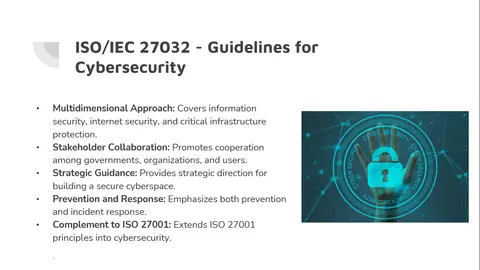 ISO/IEC 27032 - Guidelines for
Cybersecurity
• Multidimensional Approach: Covers information
security, internet security, and critical infrastructure
protection.
• Stakeholder Collaboration: Promotes cooperation
among governments, organizations, and users.
• Strategic Guidance: Provides strategic direction for
building a secure cyberspace.
• Prevention and Response: Emphasizes both prevention
and incident response.
• Complement to ISO 27001: Extends ISO 27001
principles into cybersecurity.
.